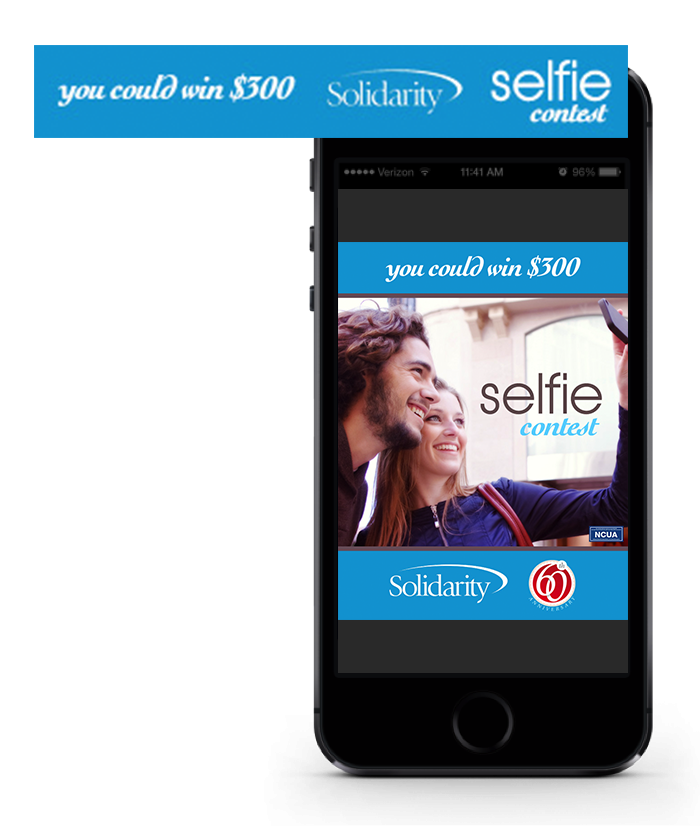 you could win $300 Solidarity selfie
contest
Verizon 11:41 AM 96%
you could win $300
selfie
contest
NCUA
Solidarity 60th
ANNIVERSARY